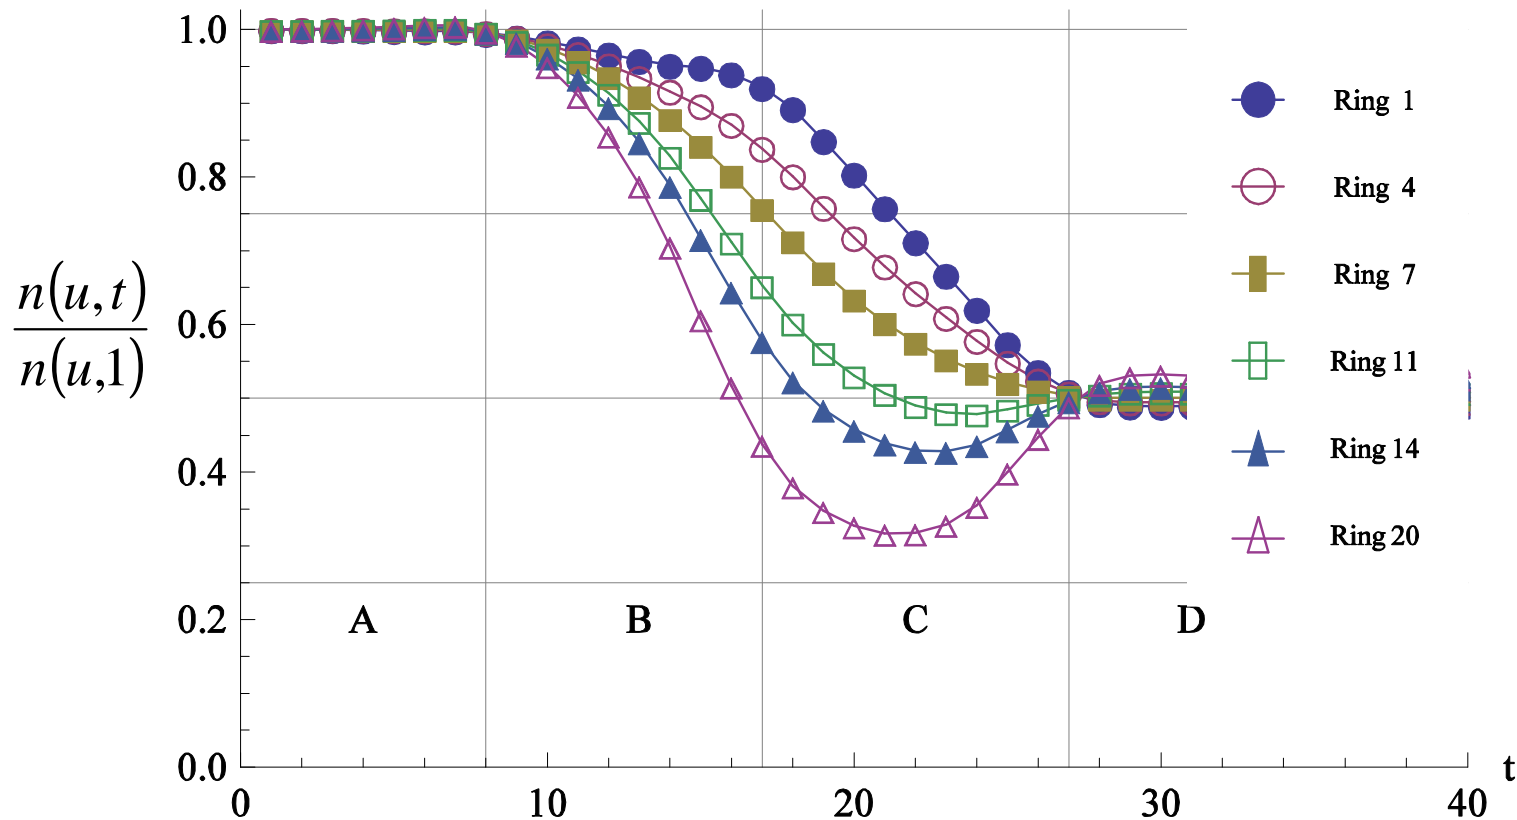 1.0
0.8
0.6
0.4
0.2
0.0
n(u,t)
n(u,1)
A B C D
0 10 20 30 40
t
Ring 1
Ring 4
Ring 7
Ring 11
Ring 14
Ring 20